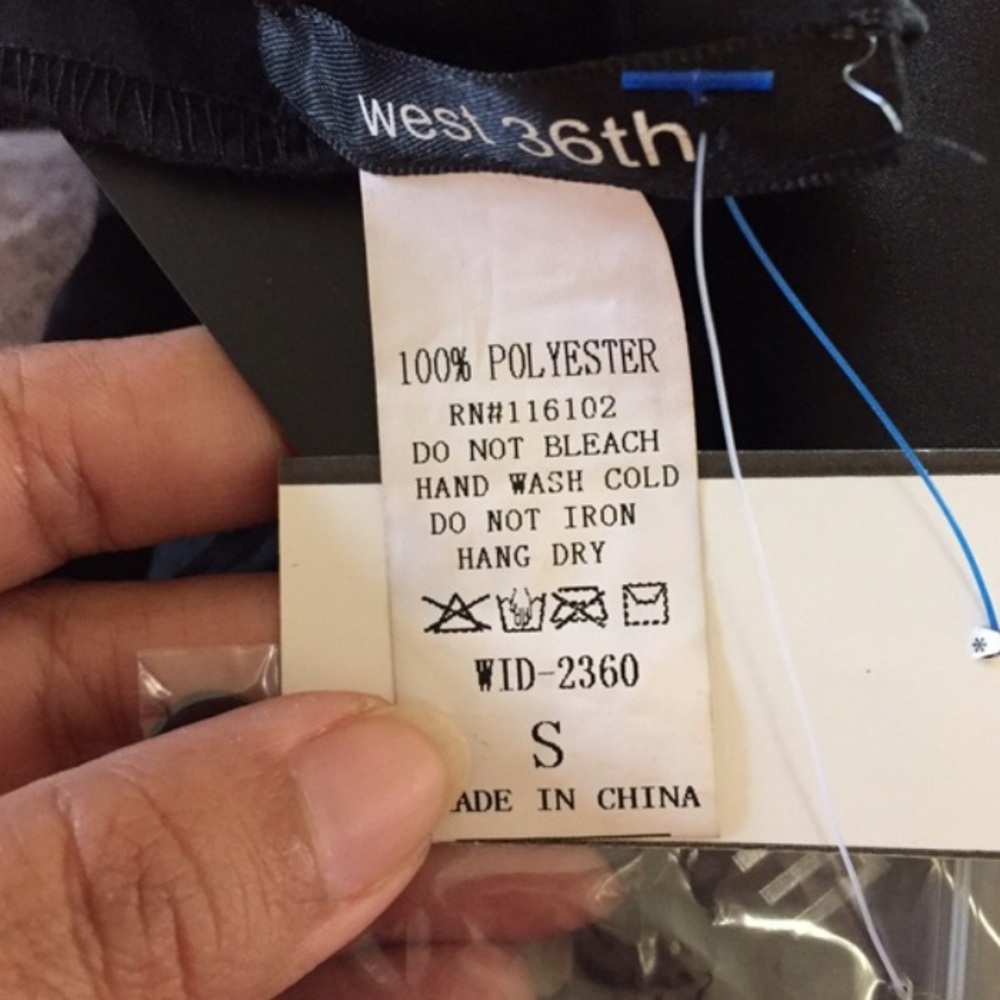 west 36th
100% POLYESTER
RN#116102
DO NOT BLEACH
HAND WASH COLD
DO NOT IRON
HANG DRY
WID-2360
S
ADE IN CHINA
*